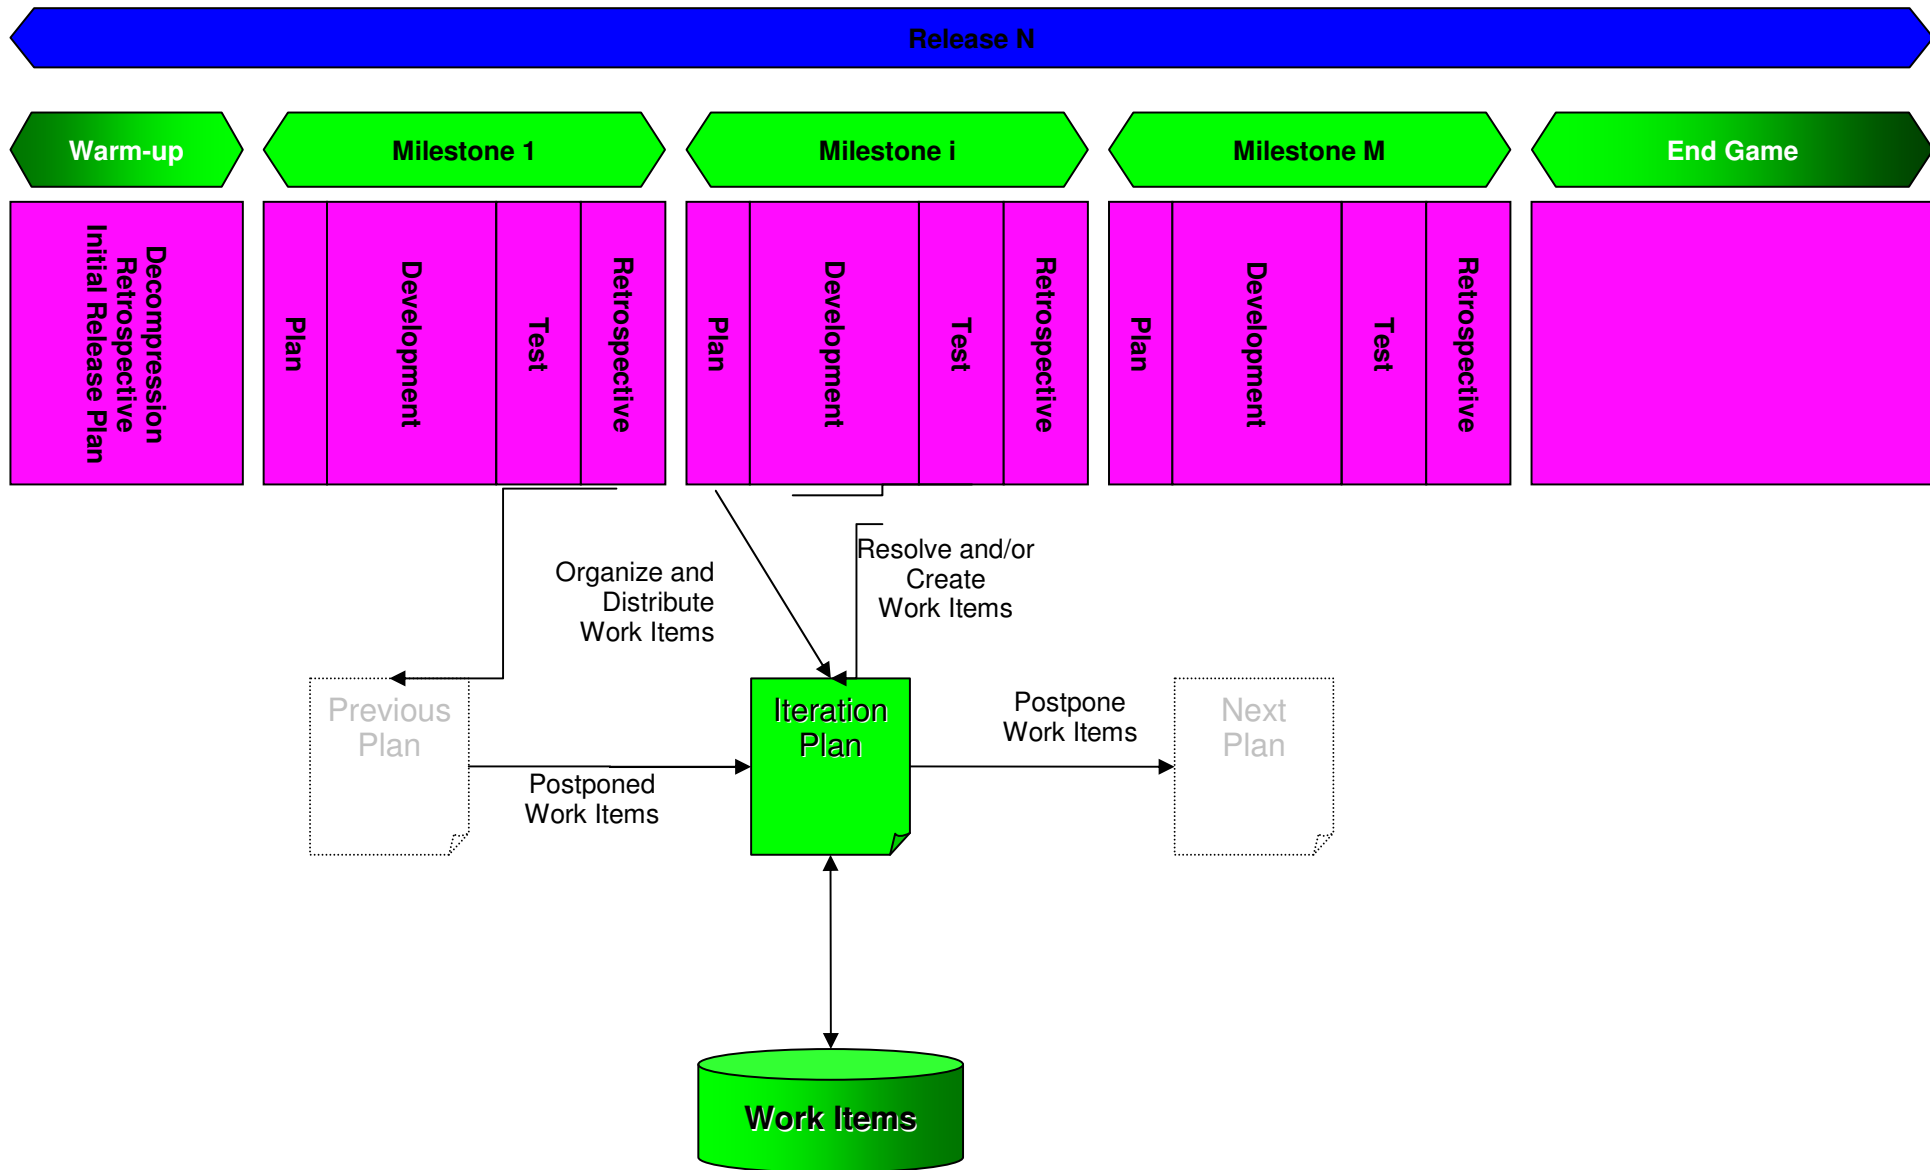 Release N
Warm-up
Milestone 1
Milestone i
Milestone M
End Game
Decompression
Retrospective
Initial Release Plan
Plan
Development
Test
Retrospective
Plan
Development
Test
Retrospective
Plan
Development
Test
Retrospective
Organize and
Distribute
Work Items
Resolve and/or
Create
Work Items
Previous
Plan
Postponed
Work Items
Iteration
Plan
Postpone
Work Items
Next
Plan
Work Items